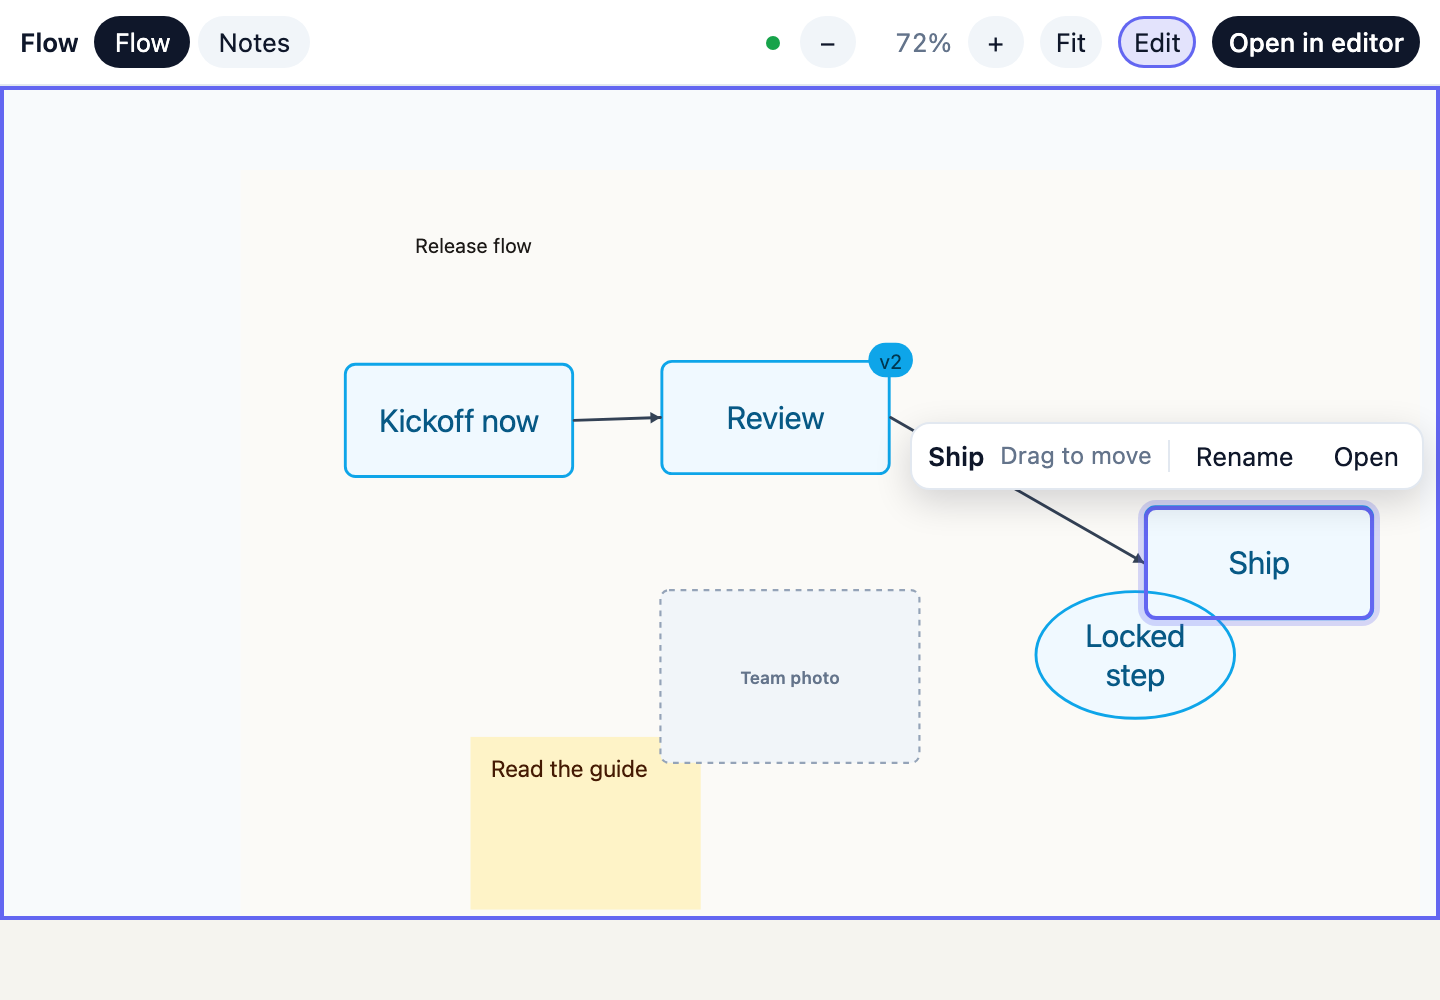 Flow Flow Notes − 72% + Fit Edit Open in editor
Release flow
v2
Kickoff now
Review
Ship Drag to move Rename Open
Ship
Locked
step
Team photo
Read the guide